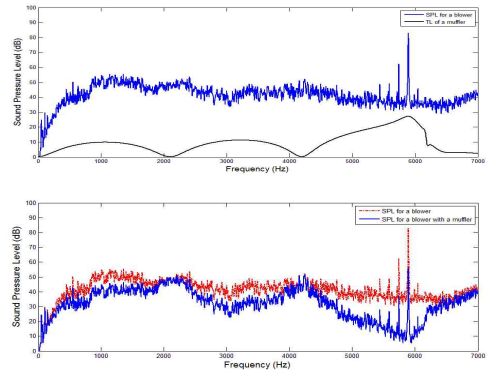 Sound Pressure Level (dB)
100
90
80
70
60
50
40
30
20
10
0
SPL for a blower
TL of a muffler
0 1000 2000 3000 4000 5000 6000 7000
Frequency (Hz)
Sound Pressure Level (dB)
100
90
80
70
60
50
40
30
20
10
0
SPL for a blower
SPL for a blower with a muffler
0 1000 2000 3000 4000 5000 6000 7000
Frequency (Hz)